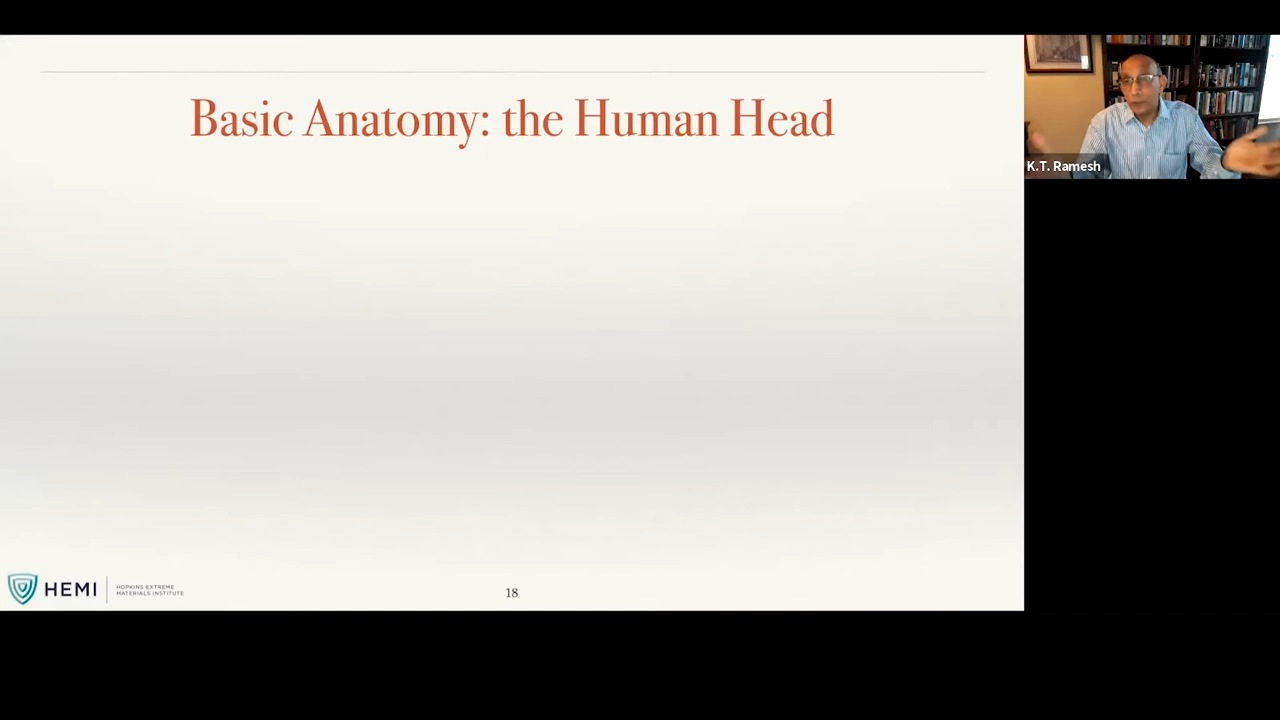 Basic Anatomy: the Human Head
K.T. Ramesh
HEMI
HOPKINS EXTREME
MATERIALS INSTITUTE
18